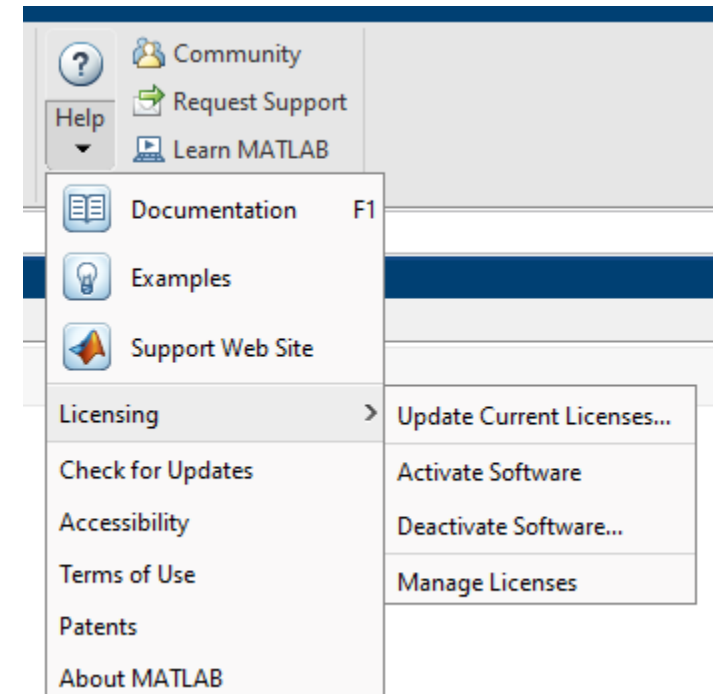 ?
Help
Community
Request Support
Learn MATLAB
Documentation F1
Examples
Support Web Site
Licensing >
Check for Updates
Accessibility
Terms of Use
Patents
About MATLAB
Update Current Licenses...
Activate Software
Deactivate Software...
Manage Licenses